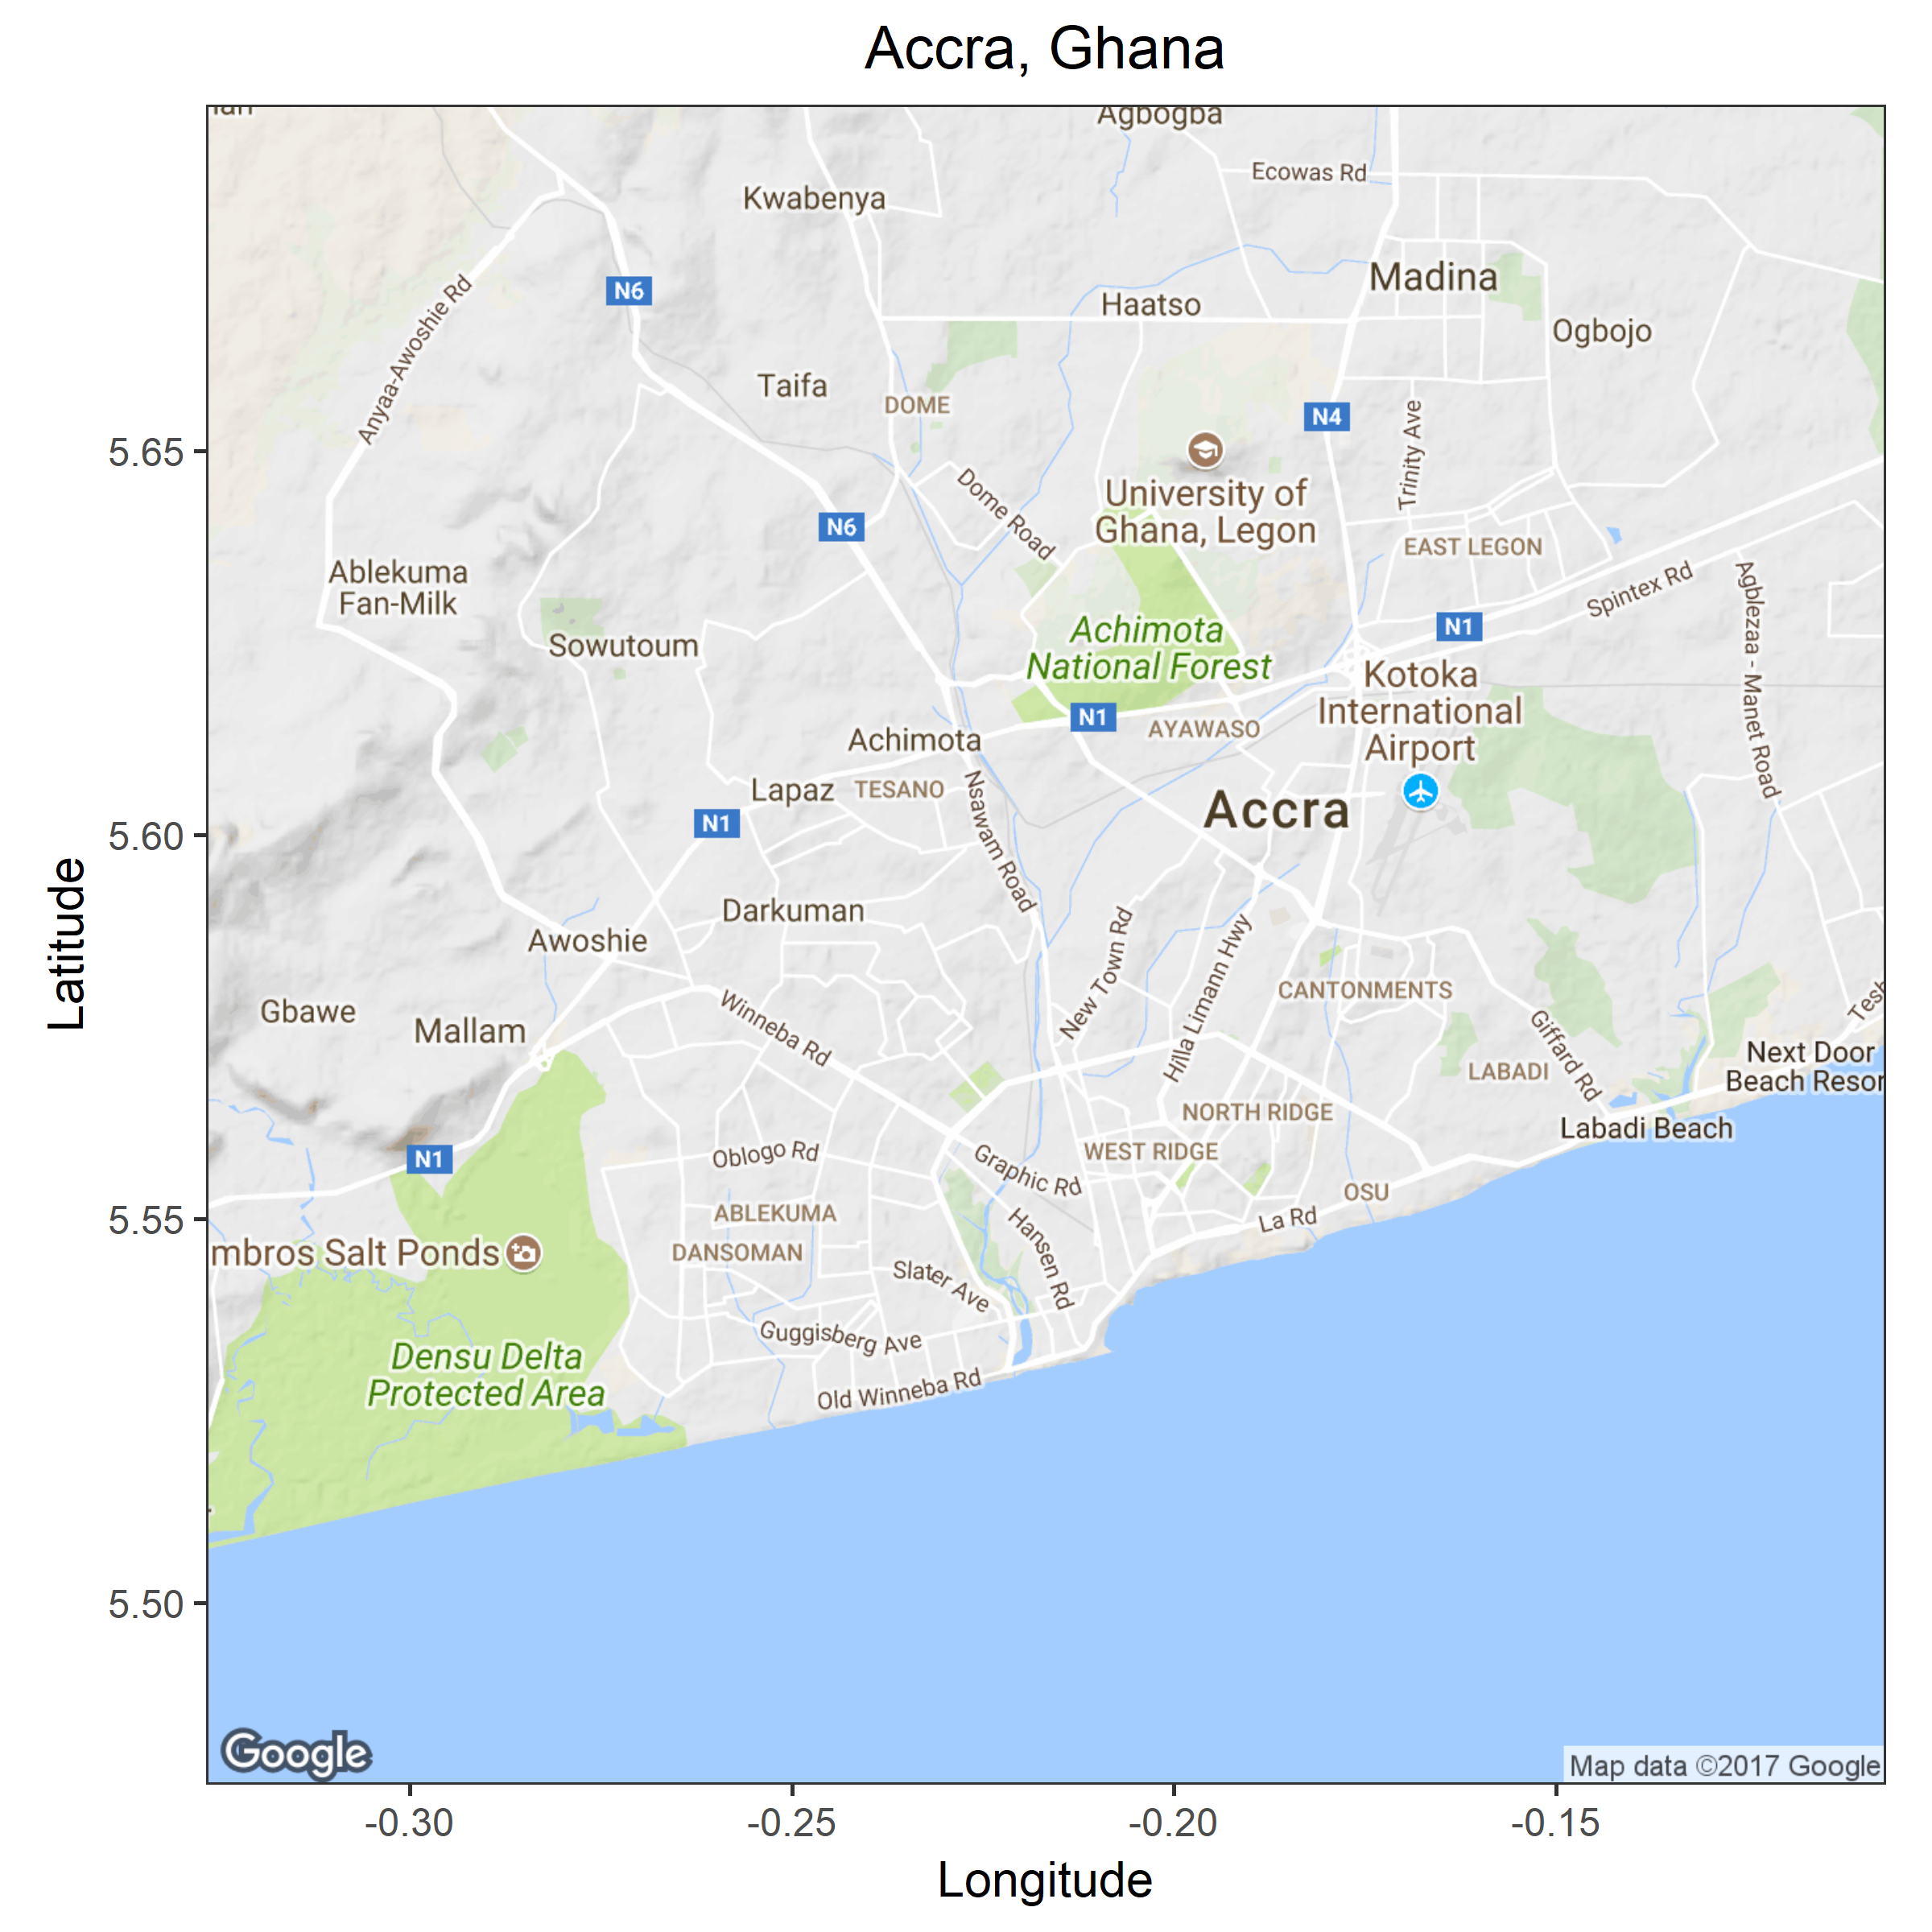 Accra, Ghana
Agbogba
Ecowas Rd
Kwabenya
Madina
N6
Haatso
Anyaa-Awoshie Rd
Ogbojo
Taifa
DOME
N4
Trinity Ave
5.65
University of
Ghana, Legon
Dome Road
N6
EAST LEGON
Ablekuma
Fan-Milk
Spintex Rd
Agblezaa - Manet Road
N1
Achimota
National Forest
Sowutoum
Kotoka
International
Airport
N1
AYAWASO
Achimota
Lapaz
TESANO
Nsawam Road
Accra
N1
5.60
Latitude
Darkuman
New Town Rd
Hilla Limann Hwy
Awoshie
CANTONMENTS
Gbawe
Mallam
Winneba Rd
Giffard Rd
Tesh
Next Door
Beach Resor
LABADI
NORTH RIDGE
Labadi Beach
N1
Oblogo Rd
WEST RIDGE
Graphic Rd
OSU
5.55
ABLEKUMA
La Rd
Hansen Rd
mbros Salt Ponds
DANSOMAN
Slater Ave
Guggisberg Ave
Densu Delta
Protected Area
Old Winneba Rd
5.50
Google
Map data ©2017 Google
-0.30
-0.25
-0.20
-0.15
Longitude